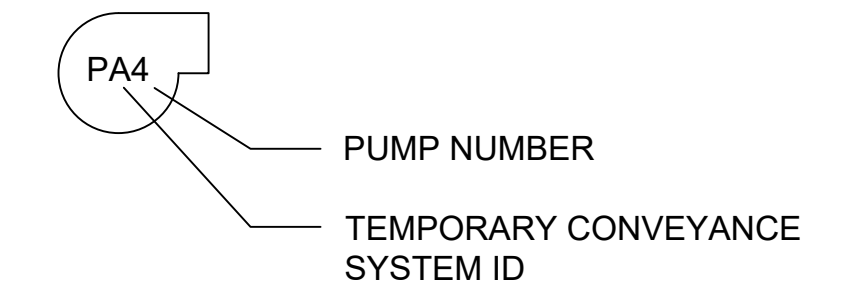 PA4
PUMP NUMBER
TEMPORARY CONVEYANCE
SYSTEM ID